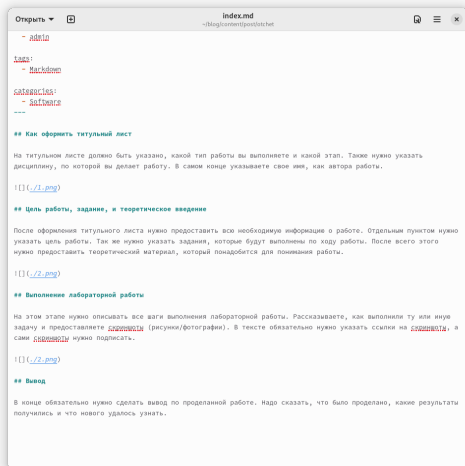 Открыть
index.md
~/blog/content/post/otchet
- admin
tags:
- Markdown
categories:
- Software
---
## Как оформить титульный лист
На титульном листе должно быть указано, какой тип работы вы выполняете и какой этап. Также нужно указать
дисциплину, по которой вы делает работу. В самом конце указываете свое имя, как автора работы.
![](./1.png)
## Цель работы, задание, и теоретическое введение
После оформления титульного листа нужно предоставить всю необходимую информацию о работе. Отдельным пунктом нужно
указать цель работы. Так же нужно указать задания, которые будут выполнены по ходу работы. После всего этого
нужно предоставить теоретический материал, который понадобится для понимания работы.
![](./2.png)
## Выполнение лабораторной работы
На этом этапе нужно описывать все шаги выполнения лабораторной работы. Рассказываете, как выполнили ту или иную
задачу и предоставляете скриншоты (рисунки/фотографии). В тексте обязательно нужно указать ссылки на скриншоты, а
сами скриншоты нужно подписать.
![](./2.png)
## Вывод
В конце обязательно нужно сделать вывод по проделанной работе. Надо сказать, что было проделано, какие результаты
получились и что нового удалось узнать.